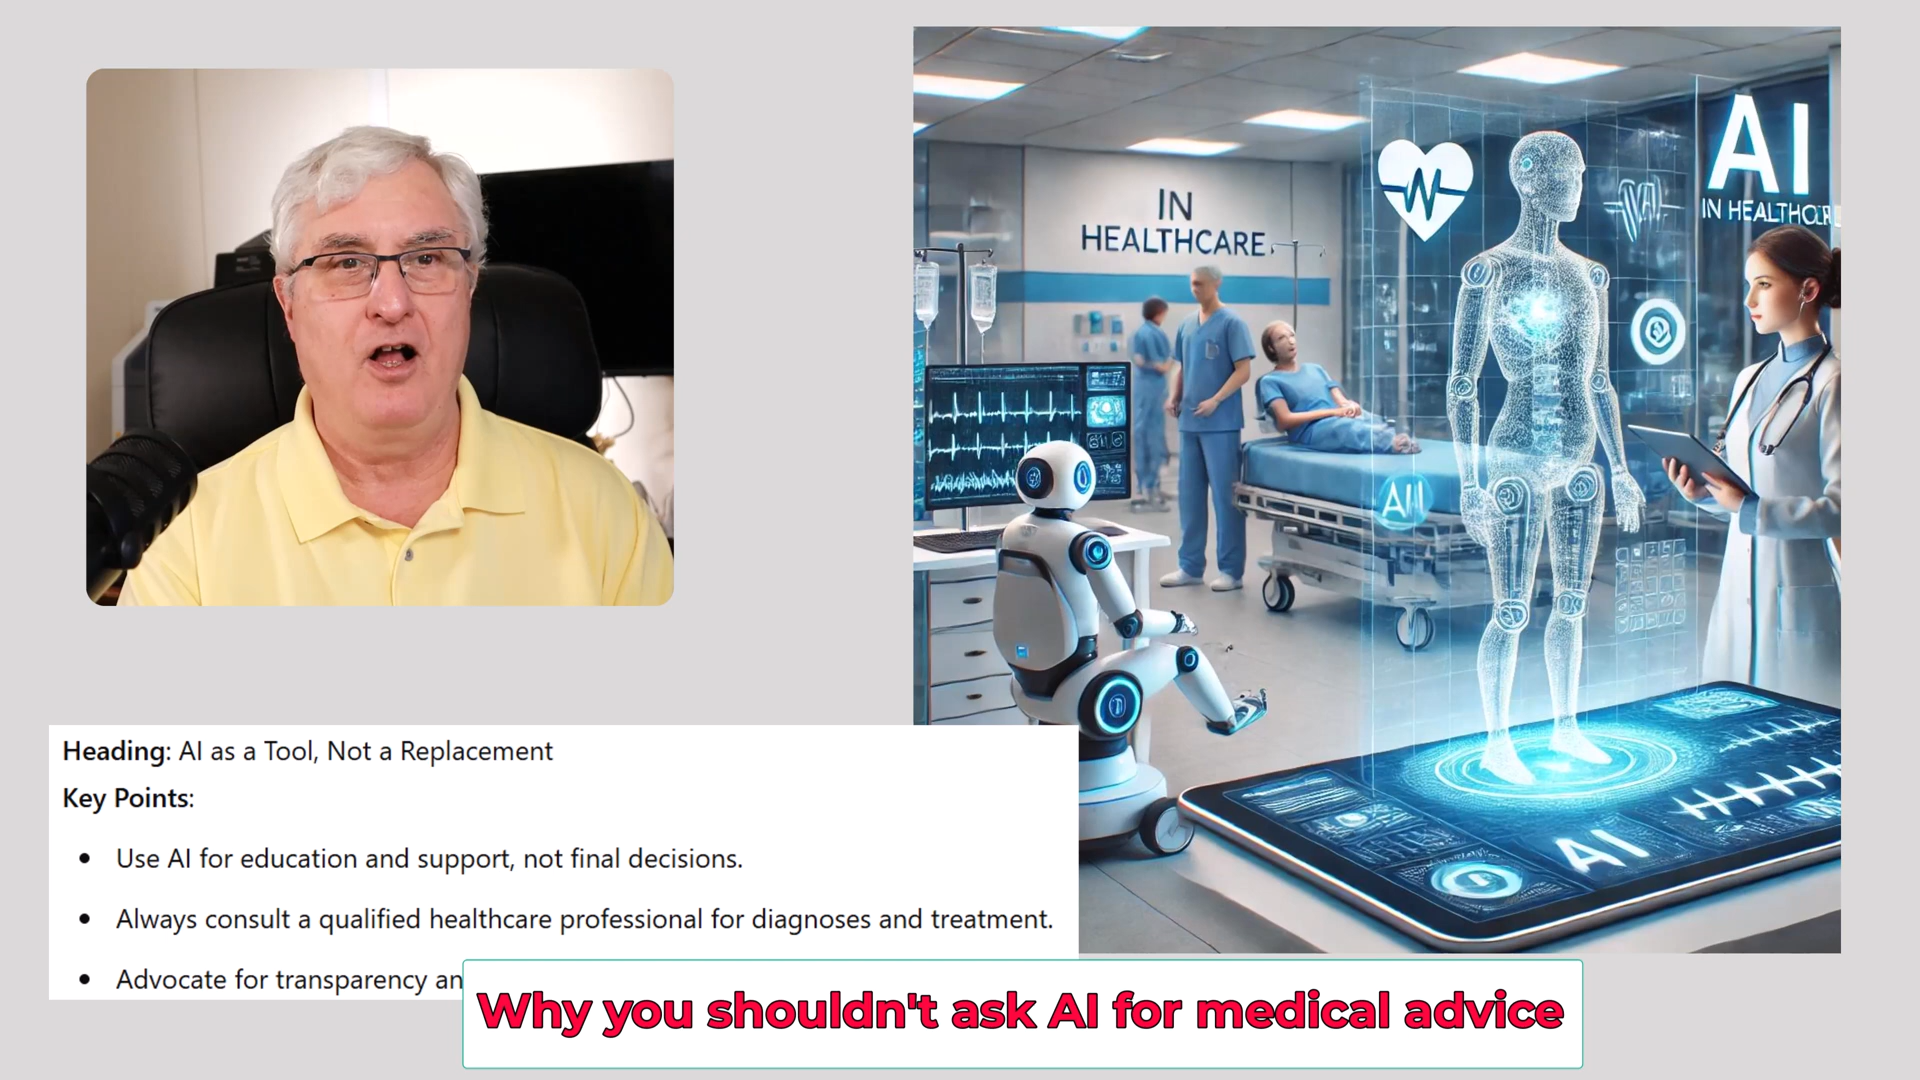 IN
HEALTHCARE
AI
IN HEALTHCARE
AI
AI
Heading: AI as a Tool, Not a Replacement
Key Points:
• Use AI for education and support, not final decisions.
• Always consult a qualified healthcare professional for diagnoses and treatment.
• Advocate for transparency an
Why you shouldn't ask AI for medical advice